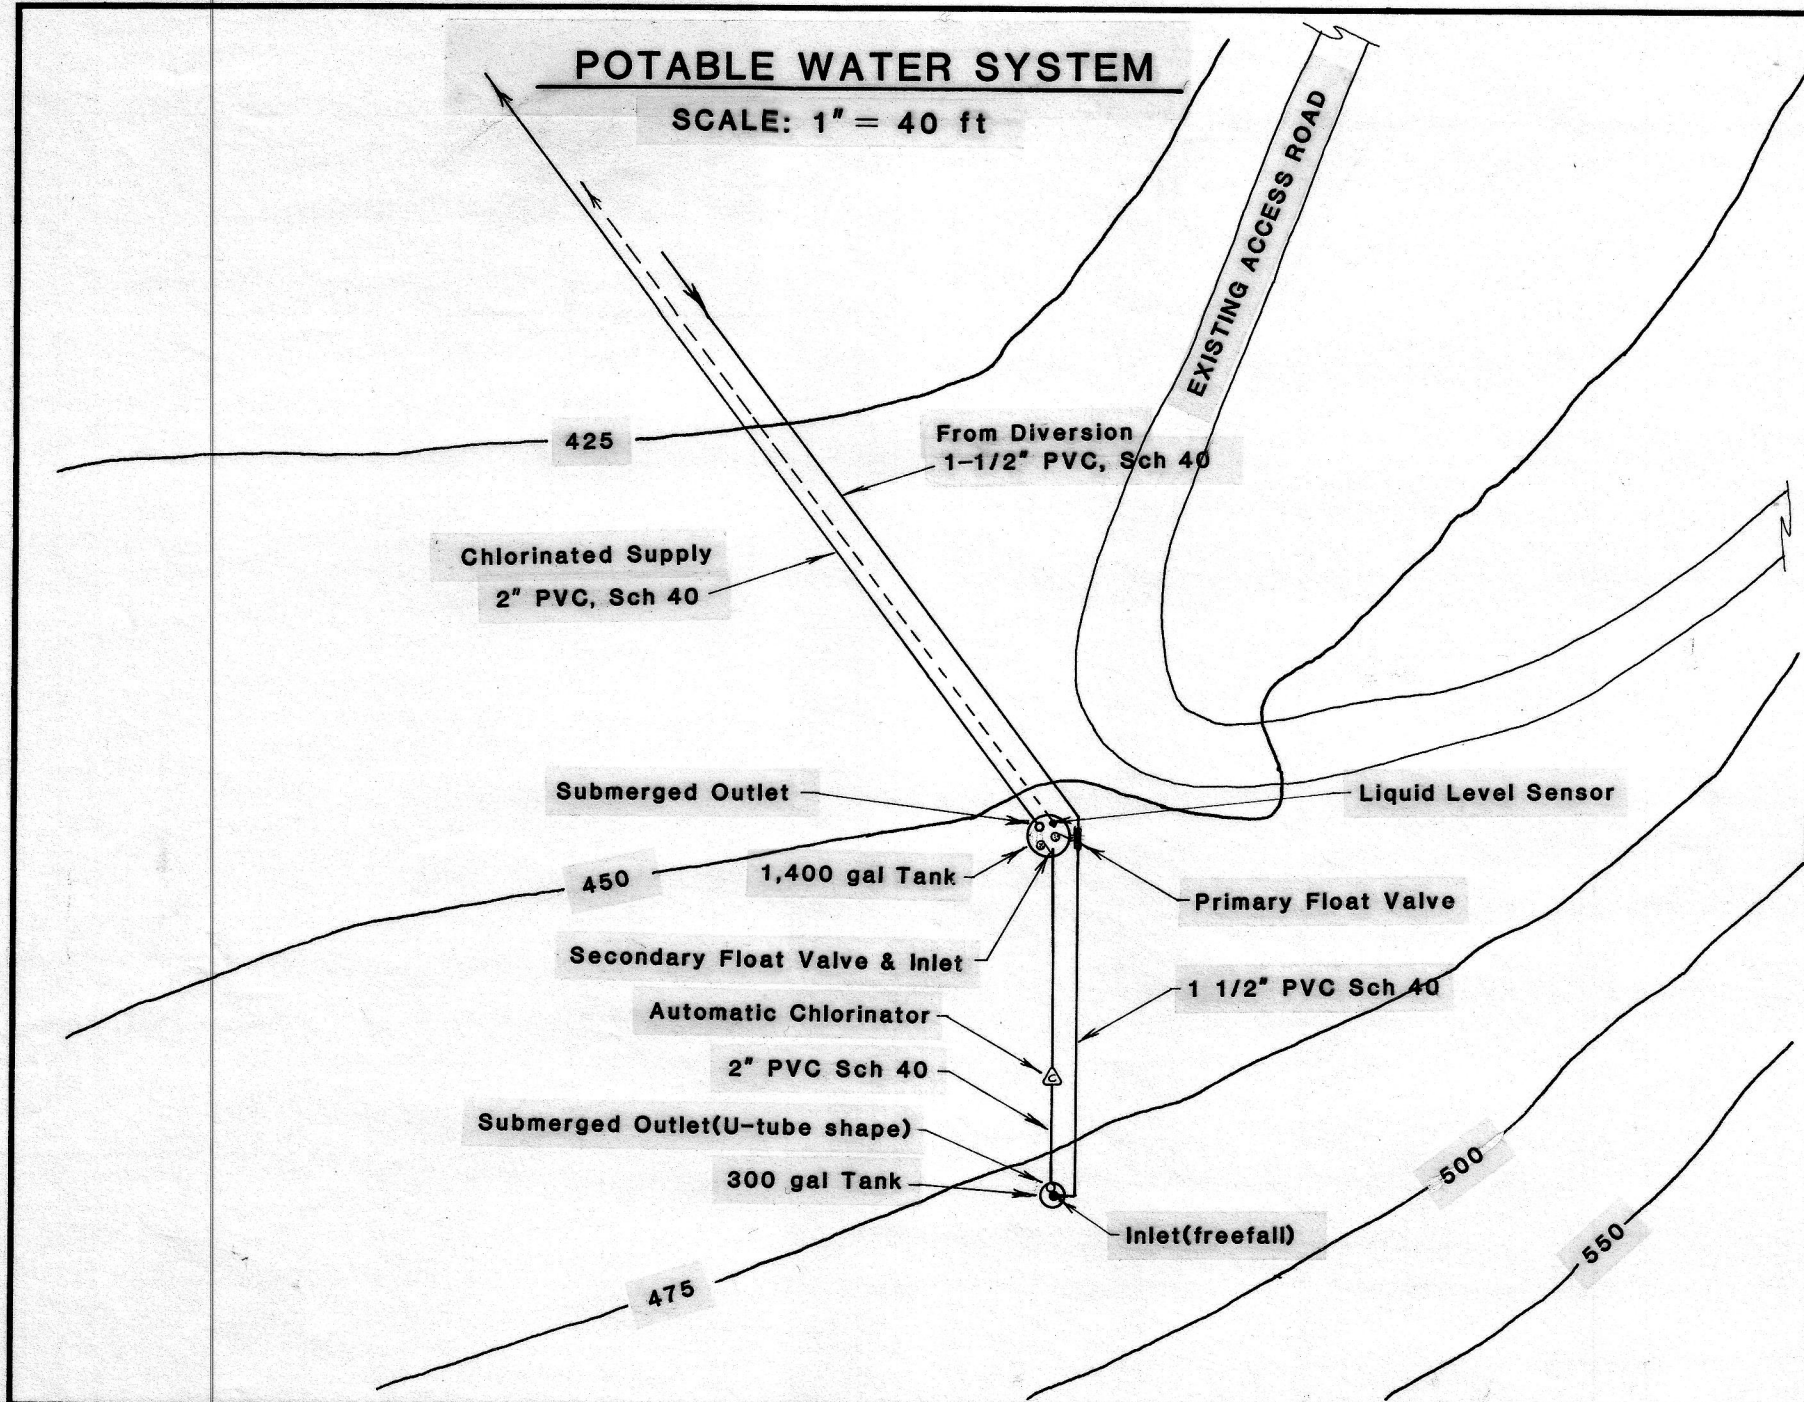 POTABLE WATER SYSTEM
SCALE: 1" = 40 ft
EXISTING ACCESS ROAD
425
From Diversion
1-1/2" PVC, Sch 40
Chlorinated Supply
2" PVC, Sch 40
Submerged Outlet
Liquid Level Sensor
450
1,400 gal Tank
Primary Float Valve
Secondary Float Valve & Inlet
1 1/2" PVC Sch 40
Automatic Chlorinator
2" PVC Sch 40
C
Submerged Outlet(U-tube shape)
300 gal Tank
500
Inlet(freefall)
550
475